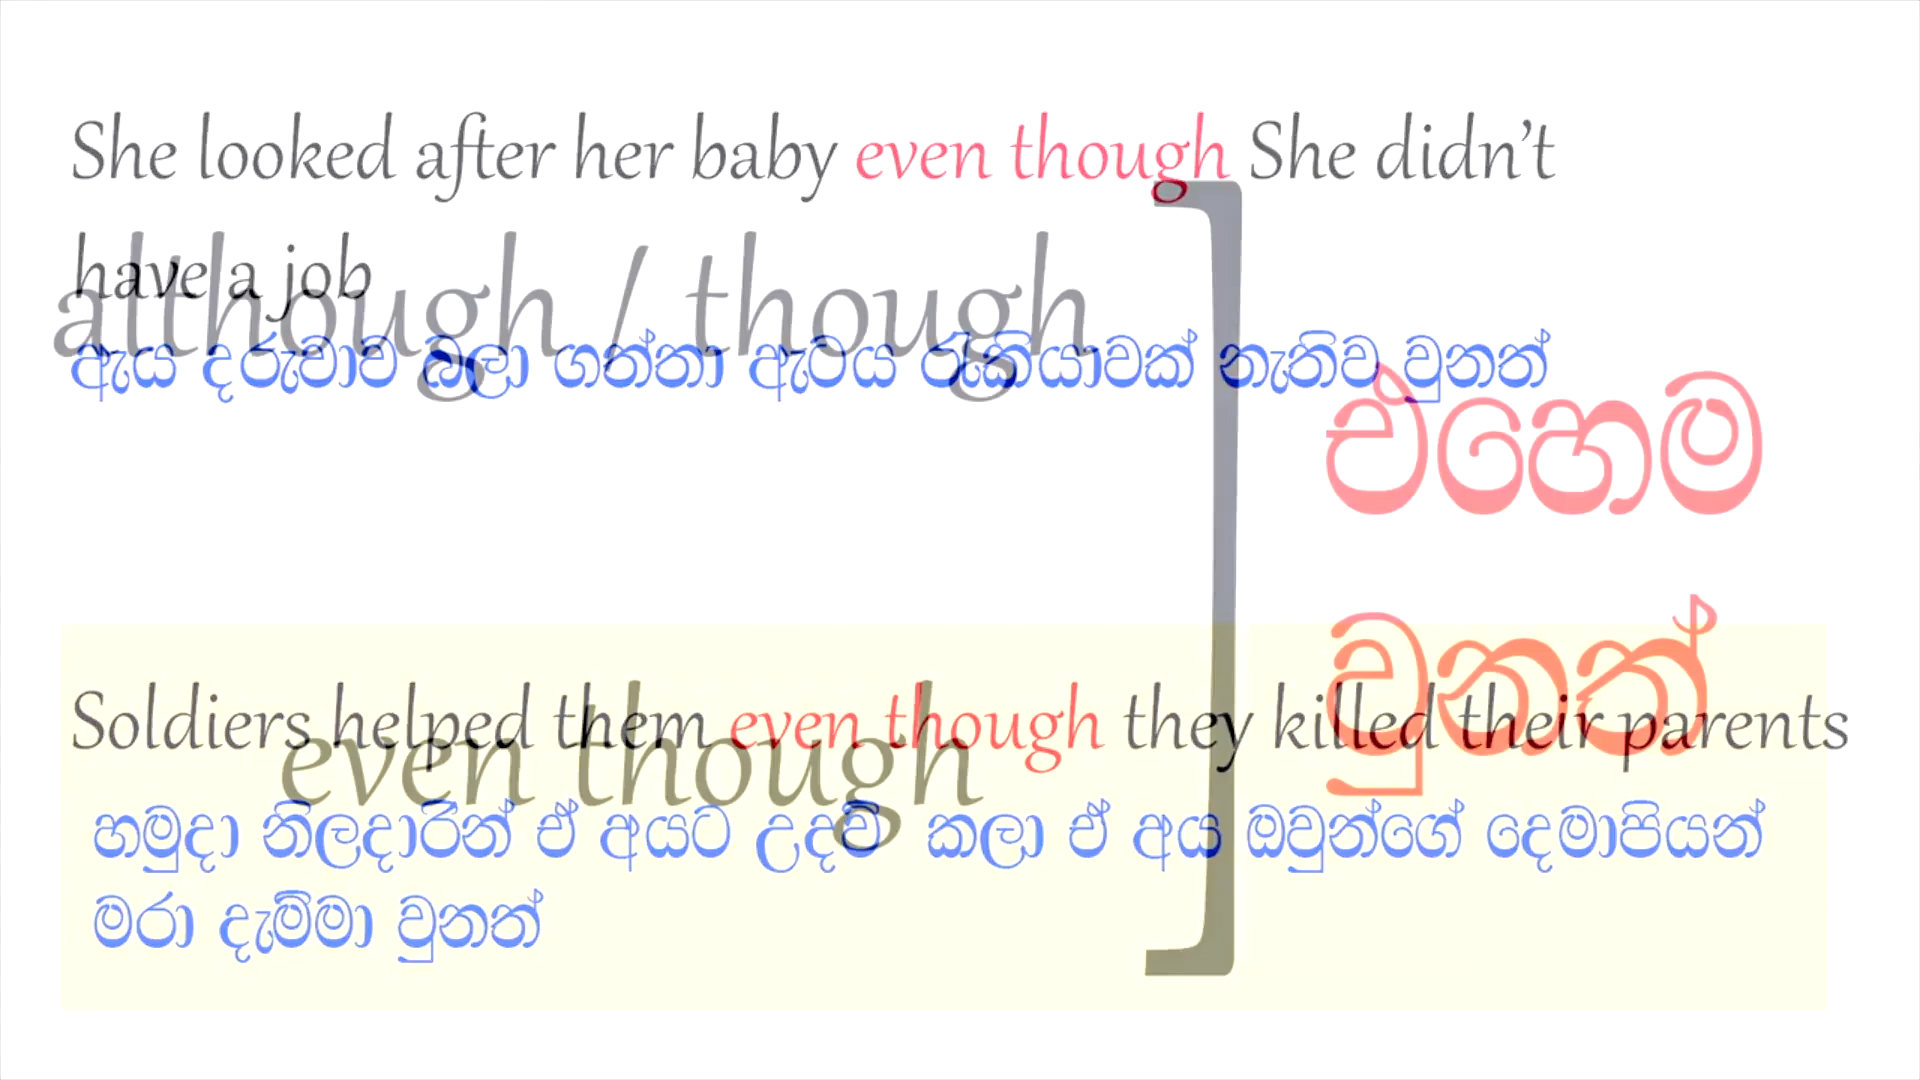 She looked after her baby even though She didn't
have a job
although / though
ඇය දරුවාව බලා ගත්තා ඇටය රැකියාවක් නැතිව වුනත්
එහෙම
වුනත්
Soldiers helped them even though they killed their parents
even though
හමුදා නිලදාරීන් ඒ අයට උදව් කලා ඒ අය ඔවුන්ගේ දෙමාපියන්
මරා දැම්මා වුනත්